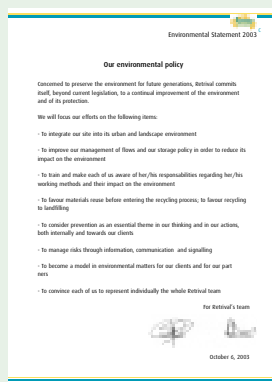 Environmental Statement 2003
Our environmental policy
Concerned to preserve the environment for future generations, Retrival commits
itself, beyond current legislation, to a continual improvement of the environment
and of its protection.
We will focus our efforts on the following items:
- To integrate our site into its urban and landscape environment
- To improve our management of flows and our storage policy in order to reduce its
impact on the environment
- To train and make each of us aware of her/his responsabilities regarding her/his
working methods and their impact on the environment
- To favour materials reuse before entering the recycling process; to favour recycling
to landfilling
- To consider prevention as an essential theme in our thinking and in our actions,
both internally and towards our clients
- To manage risks through information, communication and signalling
- To become a model in environmental matters for our clients and for our part
ners
- To convince each of us to represent individually the whole Retrival team
For Retrival's team
October 6, 2003